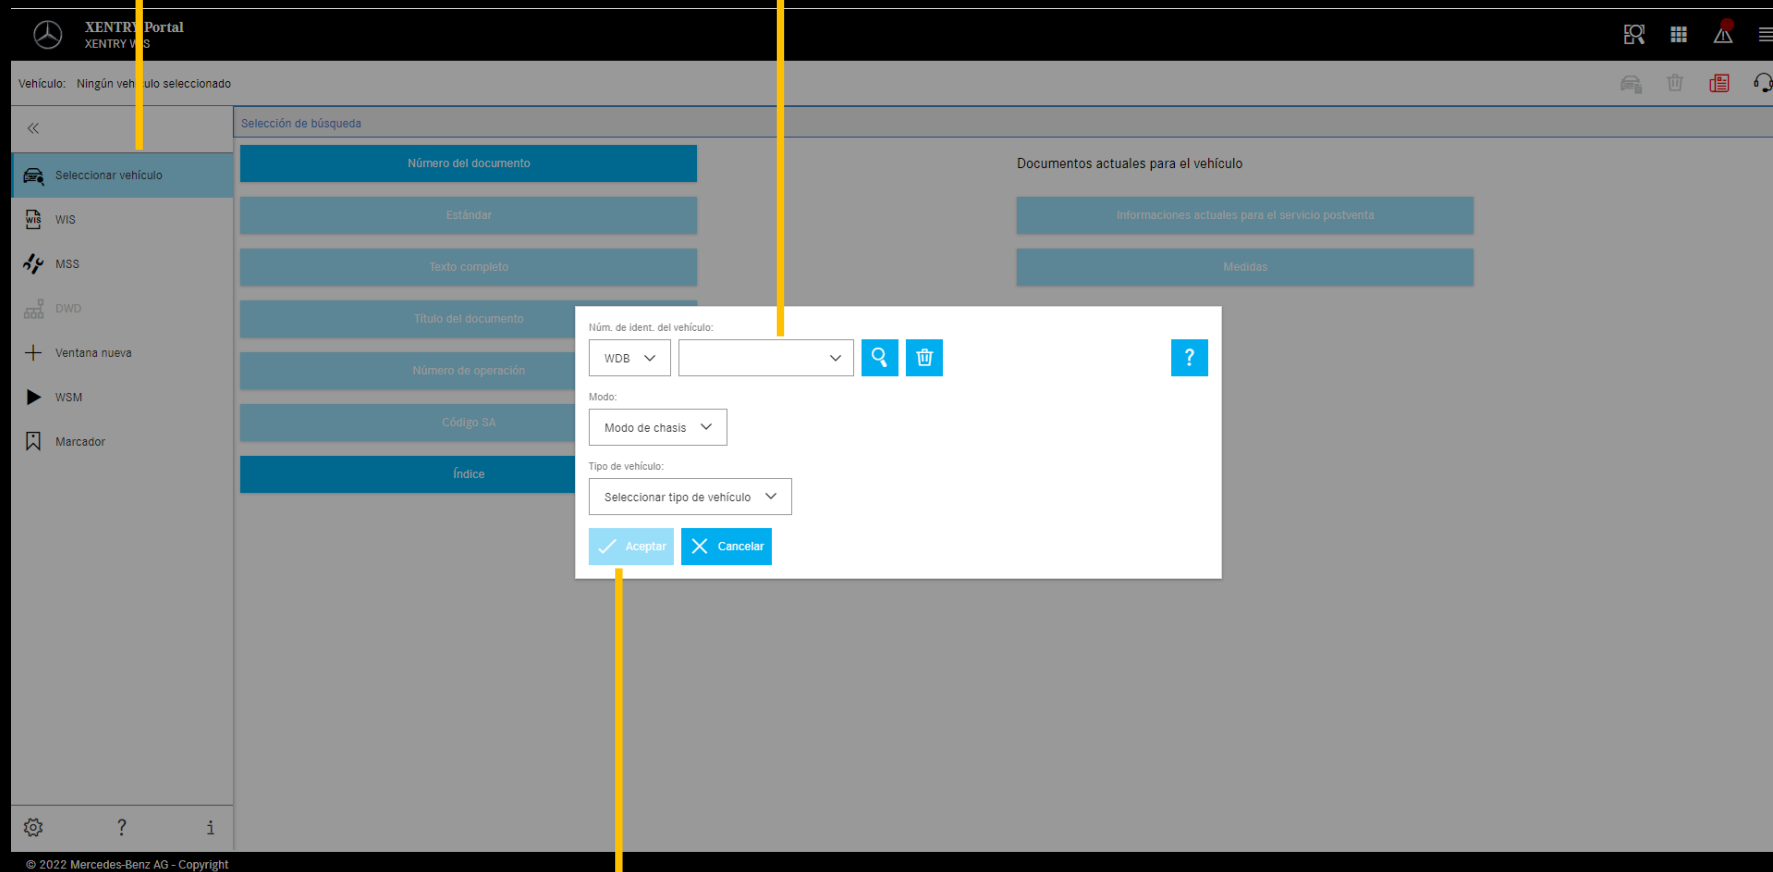 XENTRY Portal
XENTRY WIS
Vehículo: Ningún vehículo seleccionado
Selección de búsqueda
Seleccionar vehículo
WIS
WIS
MSS
DWD
Ventana nueva
WSM
Marcador
Número del documento
Estándar
Texto completo
Título del documento
Número de operación
Código SA
Índice
Documentos actuales para el vehículo
Informaciones actuales para el servicio postventa
Medidas
Núm. de ident. del vehículo:
WDB
?
Modo:
Modo de chasis
Tipo de vehículo:
Seleccionar tipo de vehículo
Aceptar
Cancelar
? i
© 2022 Mercedes-Benz AG - Copyright